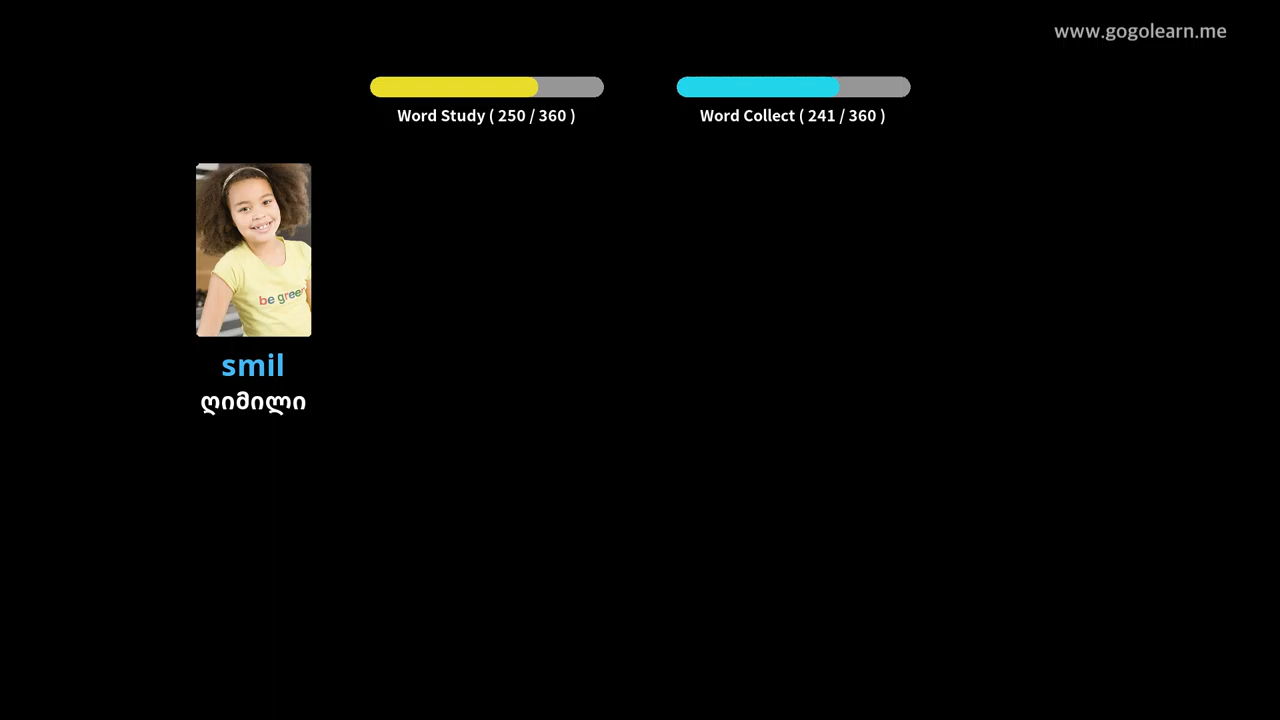 www.gogolearn.me
Word Study ( 250 / 360 )
Word Collect ( 241 / 360 )
be green
smil
ღიმილი